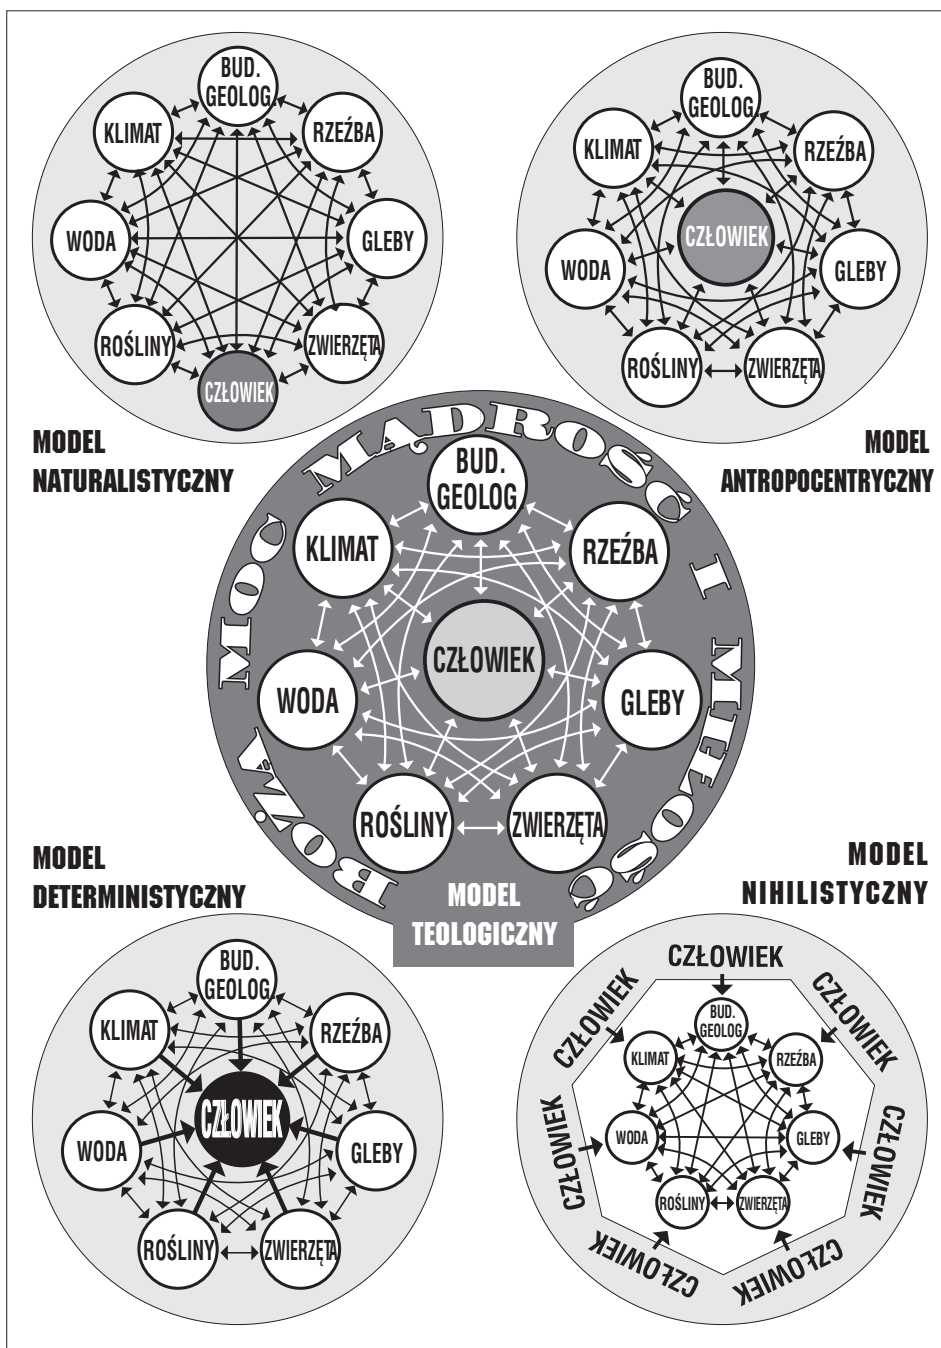 BUD.
GEOLOG.
KLIMAT
RZEŹBA
WODA
GLEBY
ROŚLINY
ZWIERZĘTA
CZŁOWIEK
MODEL
NATURALISTYCZNY
BUD.
GEOLOG.
KLIMAT
RZEŹBA
CZŁOWIEK
WODA
GLEBY
ROŚLINY
ZWIERZĘTA
MODEL
ANTROPOCENTRYCZNY
BOŻA MOC MĄDROŚĆ I MIŁOŚĆ
BUD.
GEOLOG.
KLIMAT
RZEŹBA
CZŁOWIEK
WODA
GLEBY
ROŚLINY
ZWIERZĘTA
MODEL
TEOLOGICZNY
MODEL
DETERMINISTYCZNY
BUD.
GEOLOG.
KLIMAT
RZEŹBA
CZŁOWIEK
WODA
GLEBY
ROŚLINY
ZWIERZĘTA
MODEL
NIHILISTYCZNY
CZŁOWIEK
CZŁOWIEK
CZŁOWIEK
CZŁOWIEK
CZŁOWIEK
CZŁOWIEK
CZŁOWIEK
BUD.
GEOLOG.
KLIMAT
RZEŹBA
WODA
GLEBY
ROŚLINY
ZWIERZĘTA